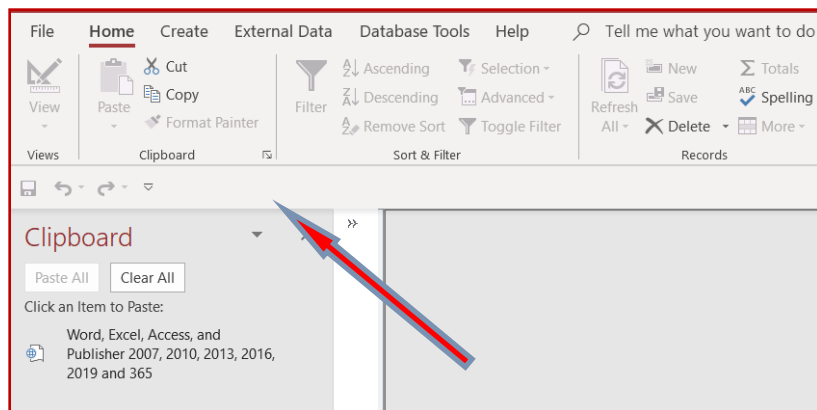 File Home Create External Data Database Tools Help Tell me what you want to do
View
Views
Paste
Cut
Copy
Format Painter
Clipboard
Filter
Ascending
Descending
Remove Sort
Selection
Advanced
Toggle Filter
Sort & Filter
Refresh
All
New
Save
Delete
Totals
ABC
Spelling
More
Records
Clipboard
Paste All Clear All
Click an Item to Paste:
Word, Excel, Access, and
Publisher 2007, 2010, 2013, 2016,
2019 and 365